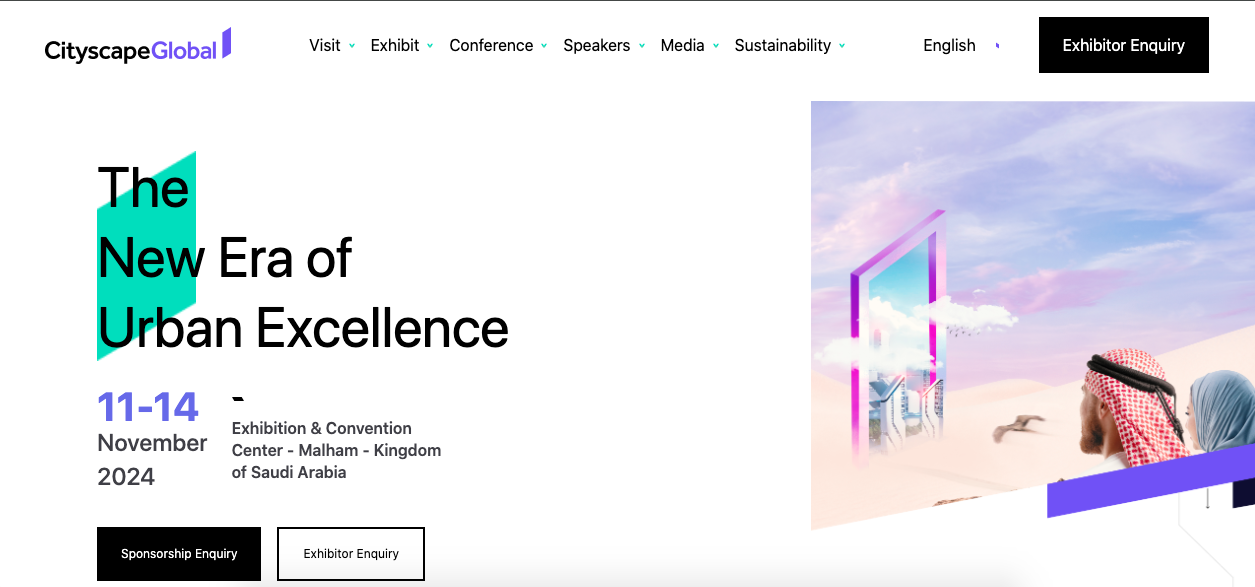 CityscapeGlobal
Visit
Exhibit
Conference
Speakers
Media
Sustainability
English
Exhibitor Enquiry
The
New Era of
Urban Excellence
11-14
November
2024
Exhibition & Convention
Center - Malham - Kingdom
of Saudi Arabia
Sponsorship Enquiry
Exhibitor Enquiry